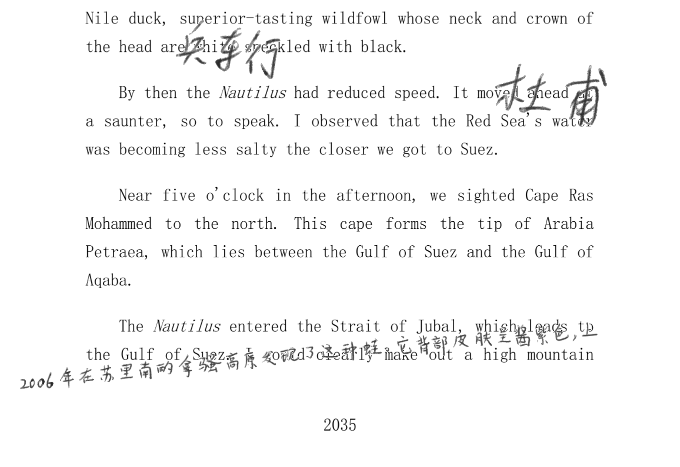 Nile duck, superior-tasting wildfowl whose neck and crown of
the head are white speckled with black.
兵车行
By then the Nautilus had reduced speed. It moved ahead at
杜甫
a saunter, so to speak. I observed that the Red Sea's water
was becoming less salty the closer we got to Suez.
Near five o'clock in the afternoon, we sighted Cape Ras
Mohammed to the north. This cape forms the tip of Arabia
Petraea, which lies between the Gulf of Suez and the Gulf of
Aqaba.
The Nautilus entered the Strait of Jubal, which leads to
the Gulf of Suez. I could clearly make out a high mountain
2006年在苏里南的拿骚高原发现了这种蛙。它背部皮肤呈酱紫色,上
2035